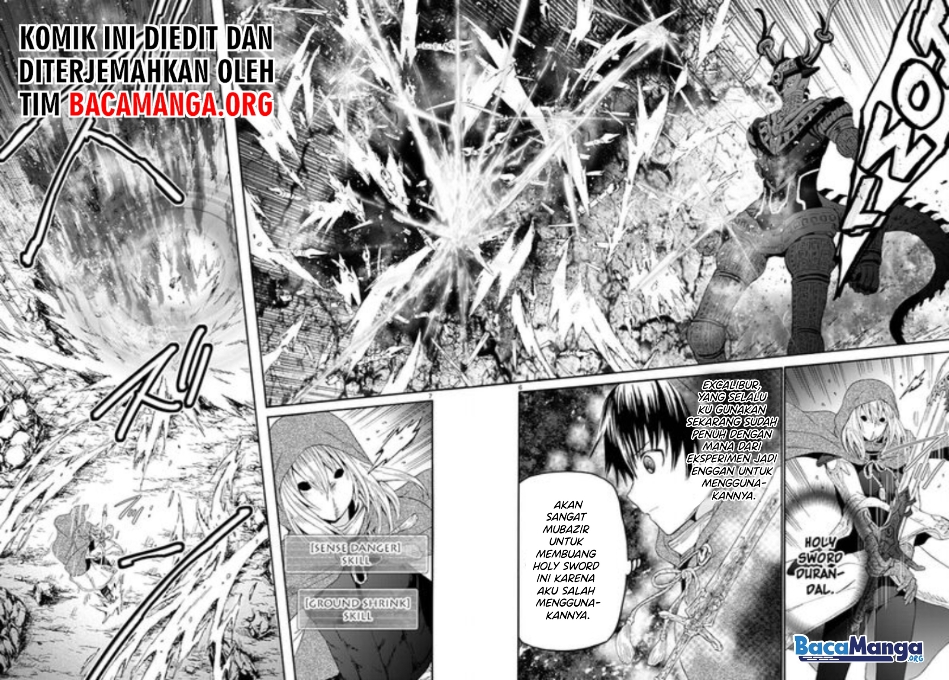 KOMIK INI DIEDIT DAN
DITERJEMAHKAN OLEH
TIM BACAMANGA.ORG
HOLY
SWORD
DURAN-
DAL.
EXCALIBUR,
YANG SELALU
KU GUNAKAN
SEKARANG SUDAH
PENUH DENGAN
MANA DARI
EKSPERIMEN JADI
ENGGAN UNTUK
MENGGUNA-
KANNYA.
AKAN
SANGAT
MUBAZIR
UNTUK
MEMBUANG
HOLY SWORD
INI KARENA
AKU SALAH
MENGGUNA-
KANNYA.
6
7
[SENSE DANGER]
SKILL
[GROUND SHRINK]
SKILL
BacaManga
.ORG